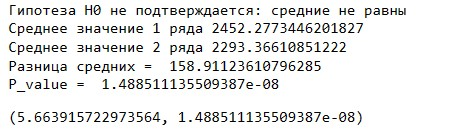 Гипотеза H0 не подтверждается: средние не равны
Среднее значение 1 ряда 2452.2773446201827
Среднее значение 2 ряда 2293.36610851222
Разница средних =  158.91123610796285
P_value =  1.488511135509387e-08
(5.663915722973564, 1.488511135509387e-08)